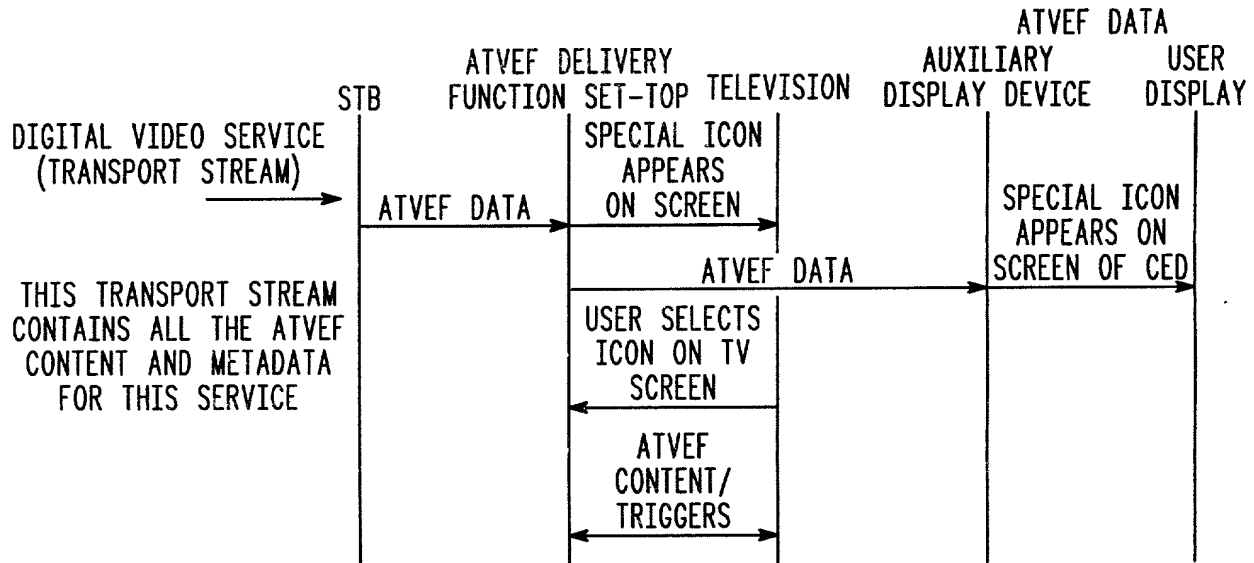 ATVEF DATA
STB
ATVEF DELIVERY
FUNCTION SET-TOP
TELEVISION
AUXILIARY
DISPLAY DEVICE
USER
DISPLAY
DIGITAL VIDEO SERVICE
(TRANSPORT STREAM)
ATVEF DATA
SPECIAL ICON
APPEARS
ON SCREEN
ATVEF DATA
SPECIAL ICON
APPEARS ON
SCREEN OF CED
THIS TRANSPORT STREAM
CONTAINS ALL THE ATVEF
CONTENT AND METADATA
FOR THIS SERVICE
USER SELECTS
ICON ON TV
SCREEN
ATVEF
CONTENT/
TRIGGERS